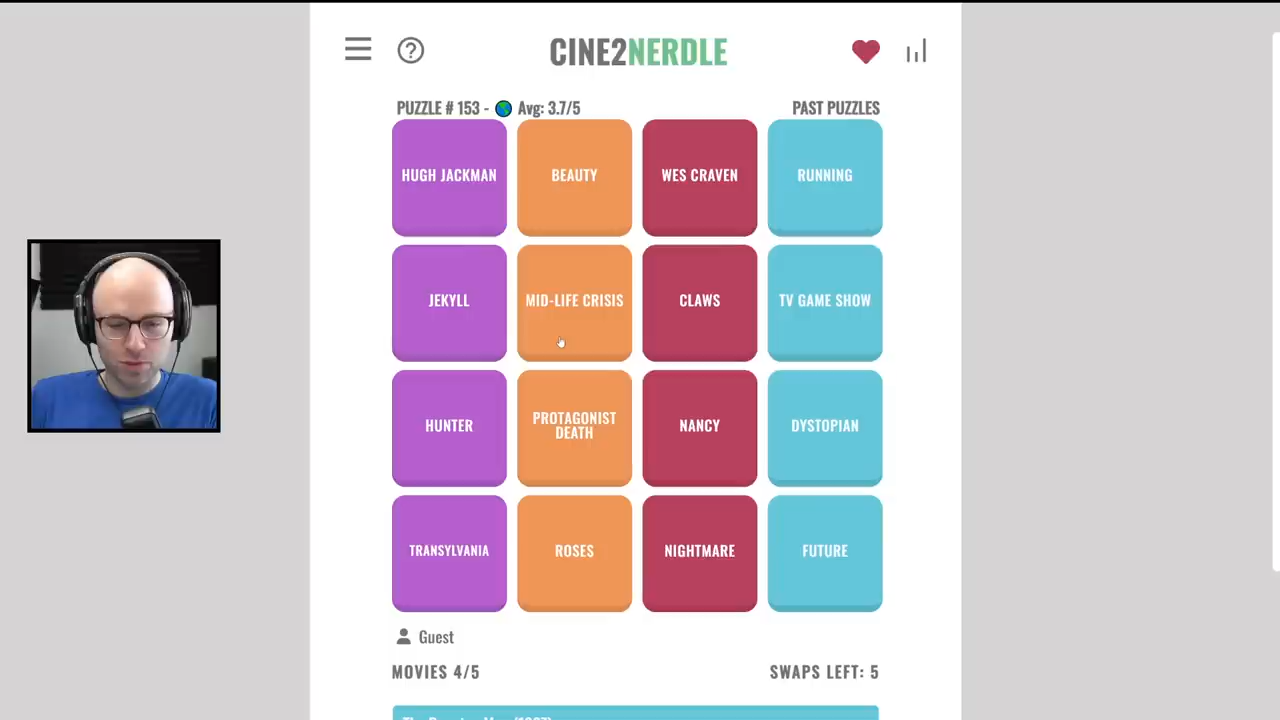 CINE2NERDLE
PUZZLE # 153 - Avg: 3.7/5
PAST PUZZLES
HUGH JACKMAN
BEAUTY
WES CRAVEN
RUNNING
JEKYLL
MID-LIFE CRISIS
CLAWS
TV GAME SHOW
HUNTER
PROTAGONIST
DEATH
NANCY
DYSTOPIAN
TRANSYLVANIA
ROSES
NIGHTMARE
FUTURE
Guest
MOVIES 4/5
SWAPS LEFT: 5